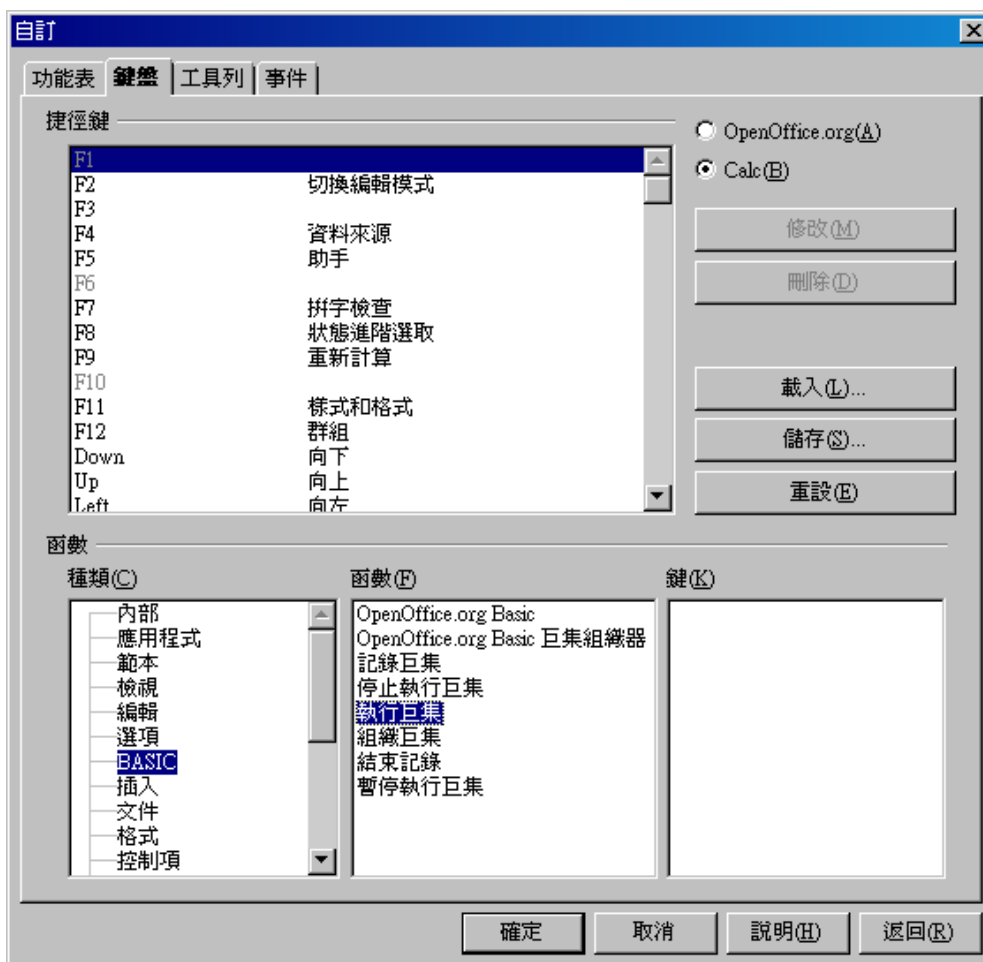 自訂
功能表 鍵盤 工具列 事件
捷徑鍵
F1
F2 切換編輯模式
F3
F4 資料來源
F5 助手
F6
F7 拼字檢查
F8 狀態進階選取
F9 重新計算
F10
F11 樣式和格式
F12 群組
Down 向下
Up 向上
Left 向左
OpenOffice.org(A)
Calc(B)
修改(M)
刪除(D)
載入(L)...
儲存(S)...
重設(E)
函數
種類(C)
內部
應用程式
範本
檢視
編輯
選項
BASIC
插入
文件
格式
控制項
函數(F)
OpenOffice.org Basic
OpenOffice.org Basic 巨集組織器
記錄巨集
停止執行巨集
執行巨集
組織巨集
結束記錄
暫停執行巨集
鍵(K)
確定 取消 說明(H) 返回(R)